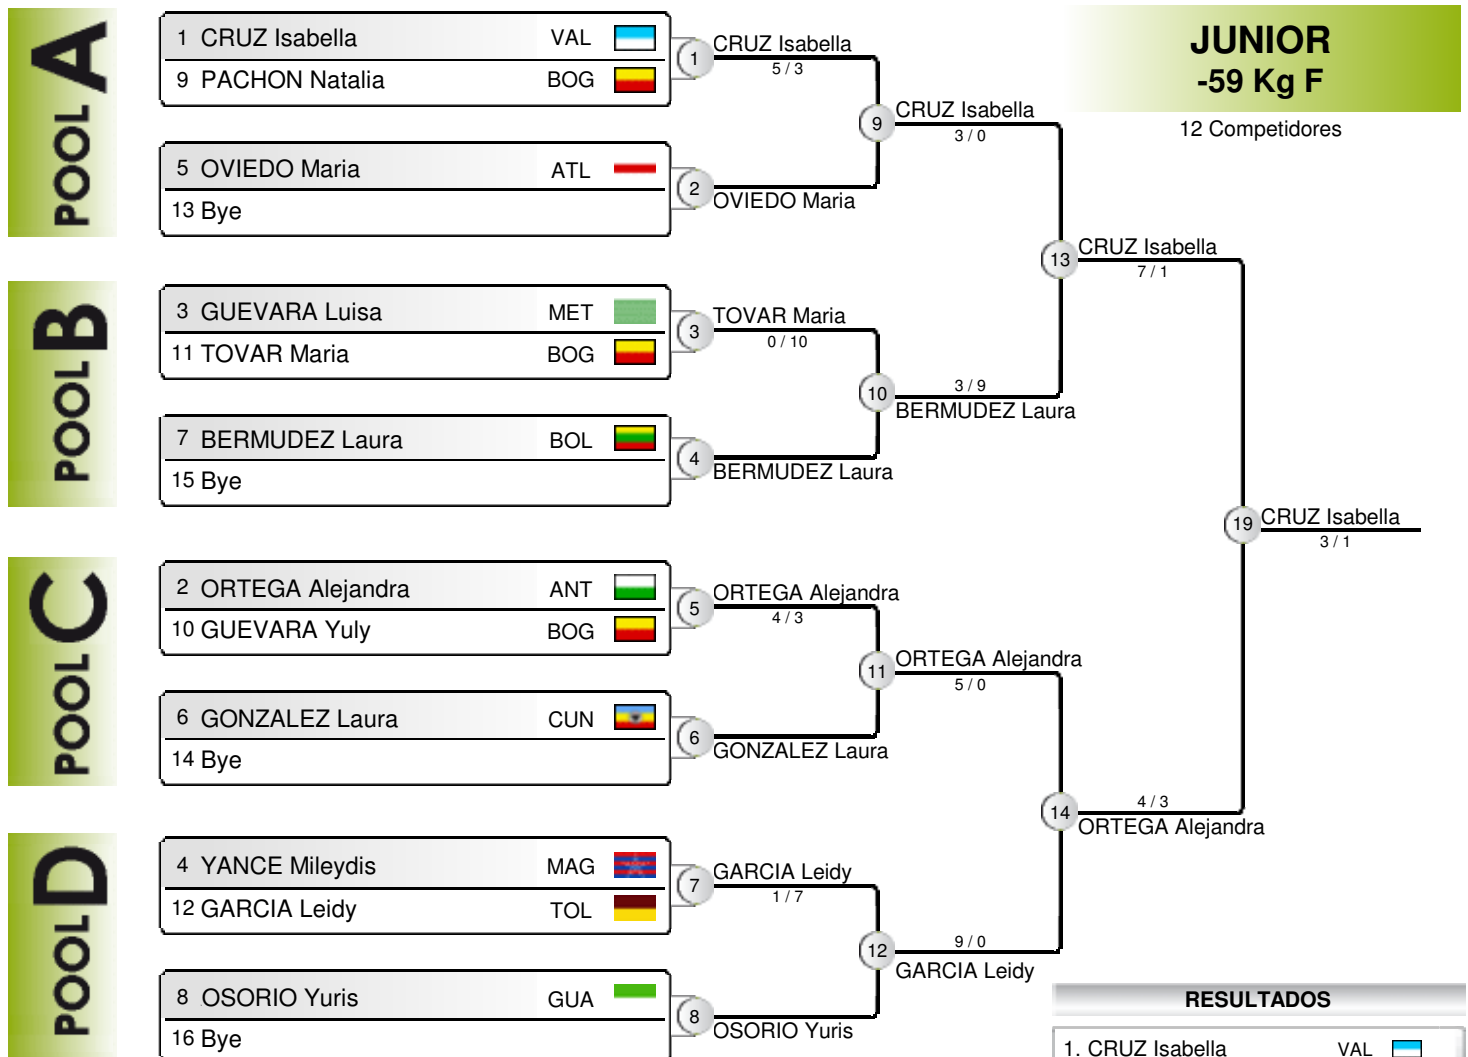 JUNIOR
-59 Kg F
12 Competidores
POOL A
1 CRUZ Isabella VAL
9 PACHON Natalia BOG
5 OVIEDO Maria ATL
13 Bye
1 CRUZ Isabella
5 / 3
2 OVIEDO Maria
9 CRUZ Isabella
3 / 0
POOL B
3 GUEVARA Luisa MET
11 TOVAR Maria BOG
7 BERMUDEZ Laura BOL
15 Bye
3 TOVAR Maria
0 / 10
4 BERMUDEZ Laura
10 3 / 9
BERMUDEZ Laura
13 CRUZ Isabella
7 / 1
POOL C
2 ORTEGA Alejandra ANT
10 GUEVARA Yuly BOG
6 GONZALEZ Laura CUN
14 Bye
5 ORTEGA Alejandra
4 / 3
6 GONZALEZ Laura
11 ORTEGA Alejandra
5 / 0
POOL D
4 YANCE Mileydis MAG
12 GARCIA Leidy TOL
8 OSORIO Yuris GUA
16 Bye
7 GARCIA Leidy
1 / 7
8 OSORIO Yuris
12 9 / 0
GARCIA Leidy
14 4 / 3
ORTEGA Alejandra
19 CRUZ Isabella
3 / 1
RESULTADOS
1. CRUZ Isabella VAL